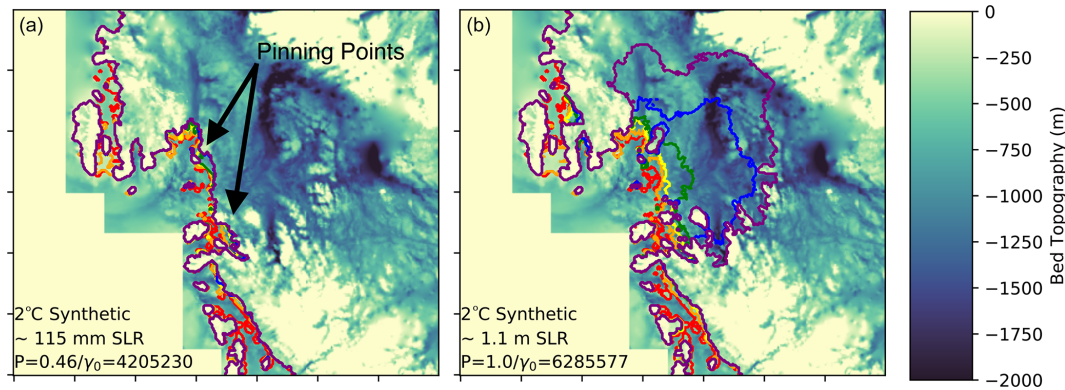 (a)
Pinning Points
2°C Synthetic
~ 115 mm SLR
P=0.46/γ₀=4205230
(b)
2°C Synthetic
~ 1.1 m SLR
P=1.0/γ₀=6285577
0
−250
−500
−750
−1000
−1250
−1500
−1750
−2000
Bed Topography (m)